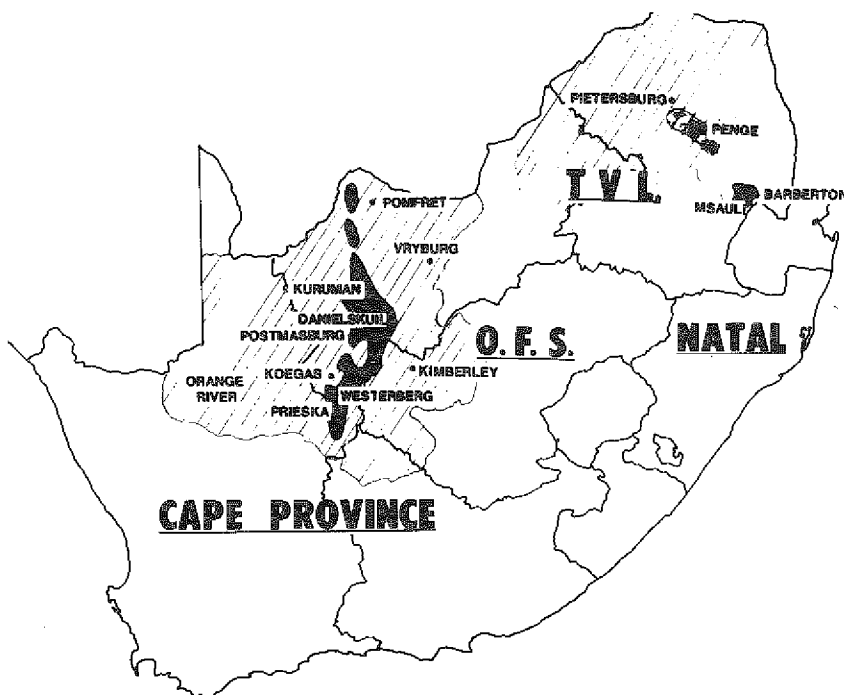 PIETERSBURG
PENGE
T V L.
BARBERTON
MSAULI
POMFRET
VRYBURG
KURUMAN
DANIELSKUIL
POSTMASBURG
O. F. S.
NATAL
KOEGAS
KIMBERLEY
ORANGE
RIVER
WESTERBERG
PRIESKA
CAPE PROVINCE